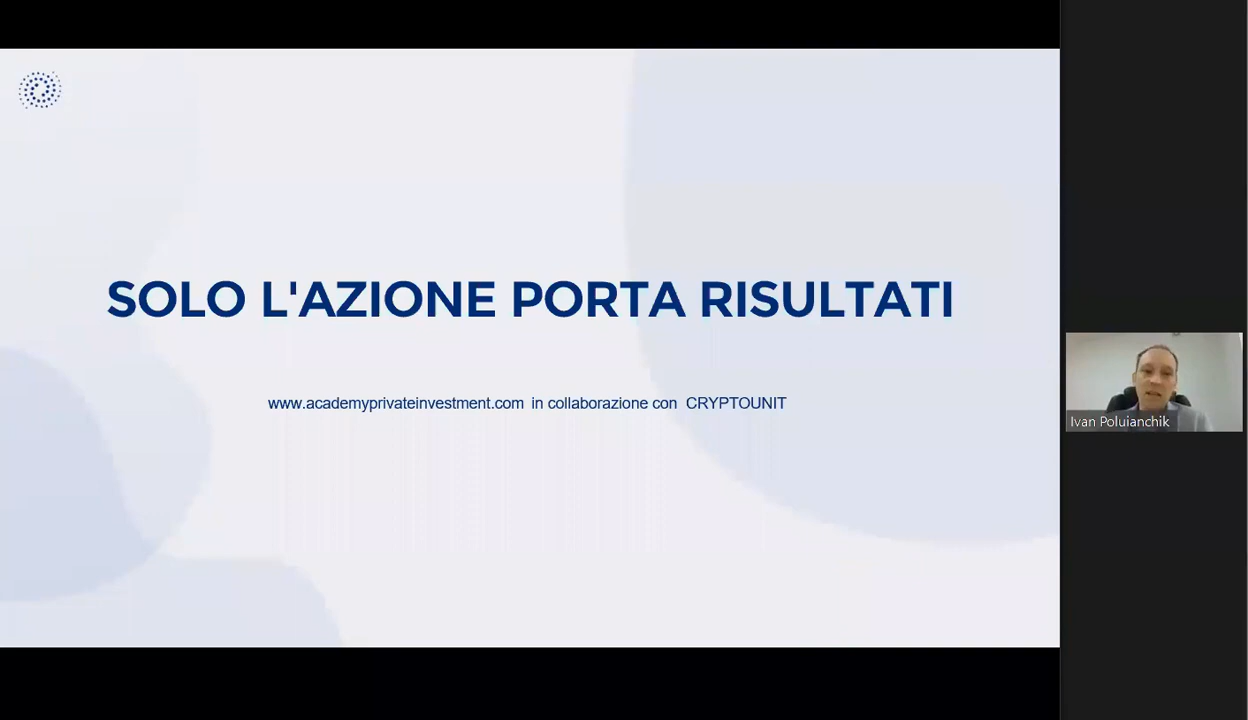 SOLO L'AZIONE PORTA RISULTATI
www.academyprivateinvestment.com in collaborazione con CRYPTOUNIT
Ivan Poluianchik